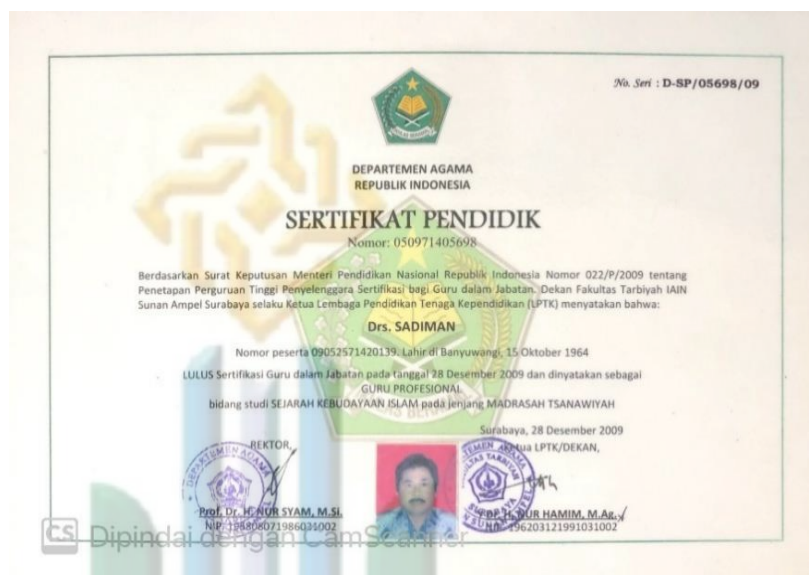 No. Seri : D-SP/05698/09
DEPARTEMEN AGAMA
REPUBLIK INDONESIA
SERTIFIKAT PENDIDIK
Nomor: 050971405698
Berdasarkan Surat Keputusan Menteri Pendidikan Nasional Republik Indonesia Nomor 022/P/2009 tentang
Penetapan Perguruan Tinggi Penyelenggara Sertifikasi bagi Guru dalam Jabatan. Dekan Fakultas Tarbiyah IAIN
Sunan Ampel Surabaya selaku Ketua Lembaga Pendidikan Tenaga Kependidikan (LPTK) menyatakan bahwa:
Drs. SADIMAN
Nomor peserta 09052571420139. Lahir di Banyuwangi, 15 Oktober 1964
LULUS Sertifikasi Guru dalam Jabatan pada tanggal 28 Desember 2009 dan dinyatakan sebagai
GURU PROFESIONAL
bidang studi SEJARAH KEBUDAYAAN ISLAM pada jenjang MADRASAH TSANAWIYAH
Surabaya, 28 Desember 2009
REKTOR,
LPTK/DEKAN,
Prof. Dr. H. NUR SYAM, M.Si.
H. NUR HAMIM, M.Ag.
NIP. 195808071986031002
196203121991031002
CS Dipindai dengan CamScanner